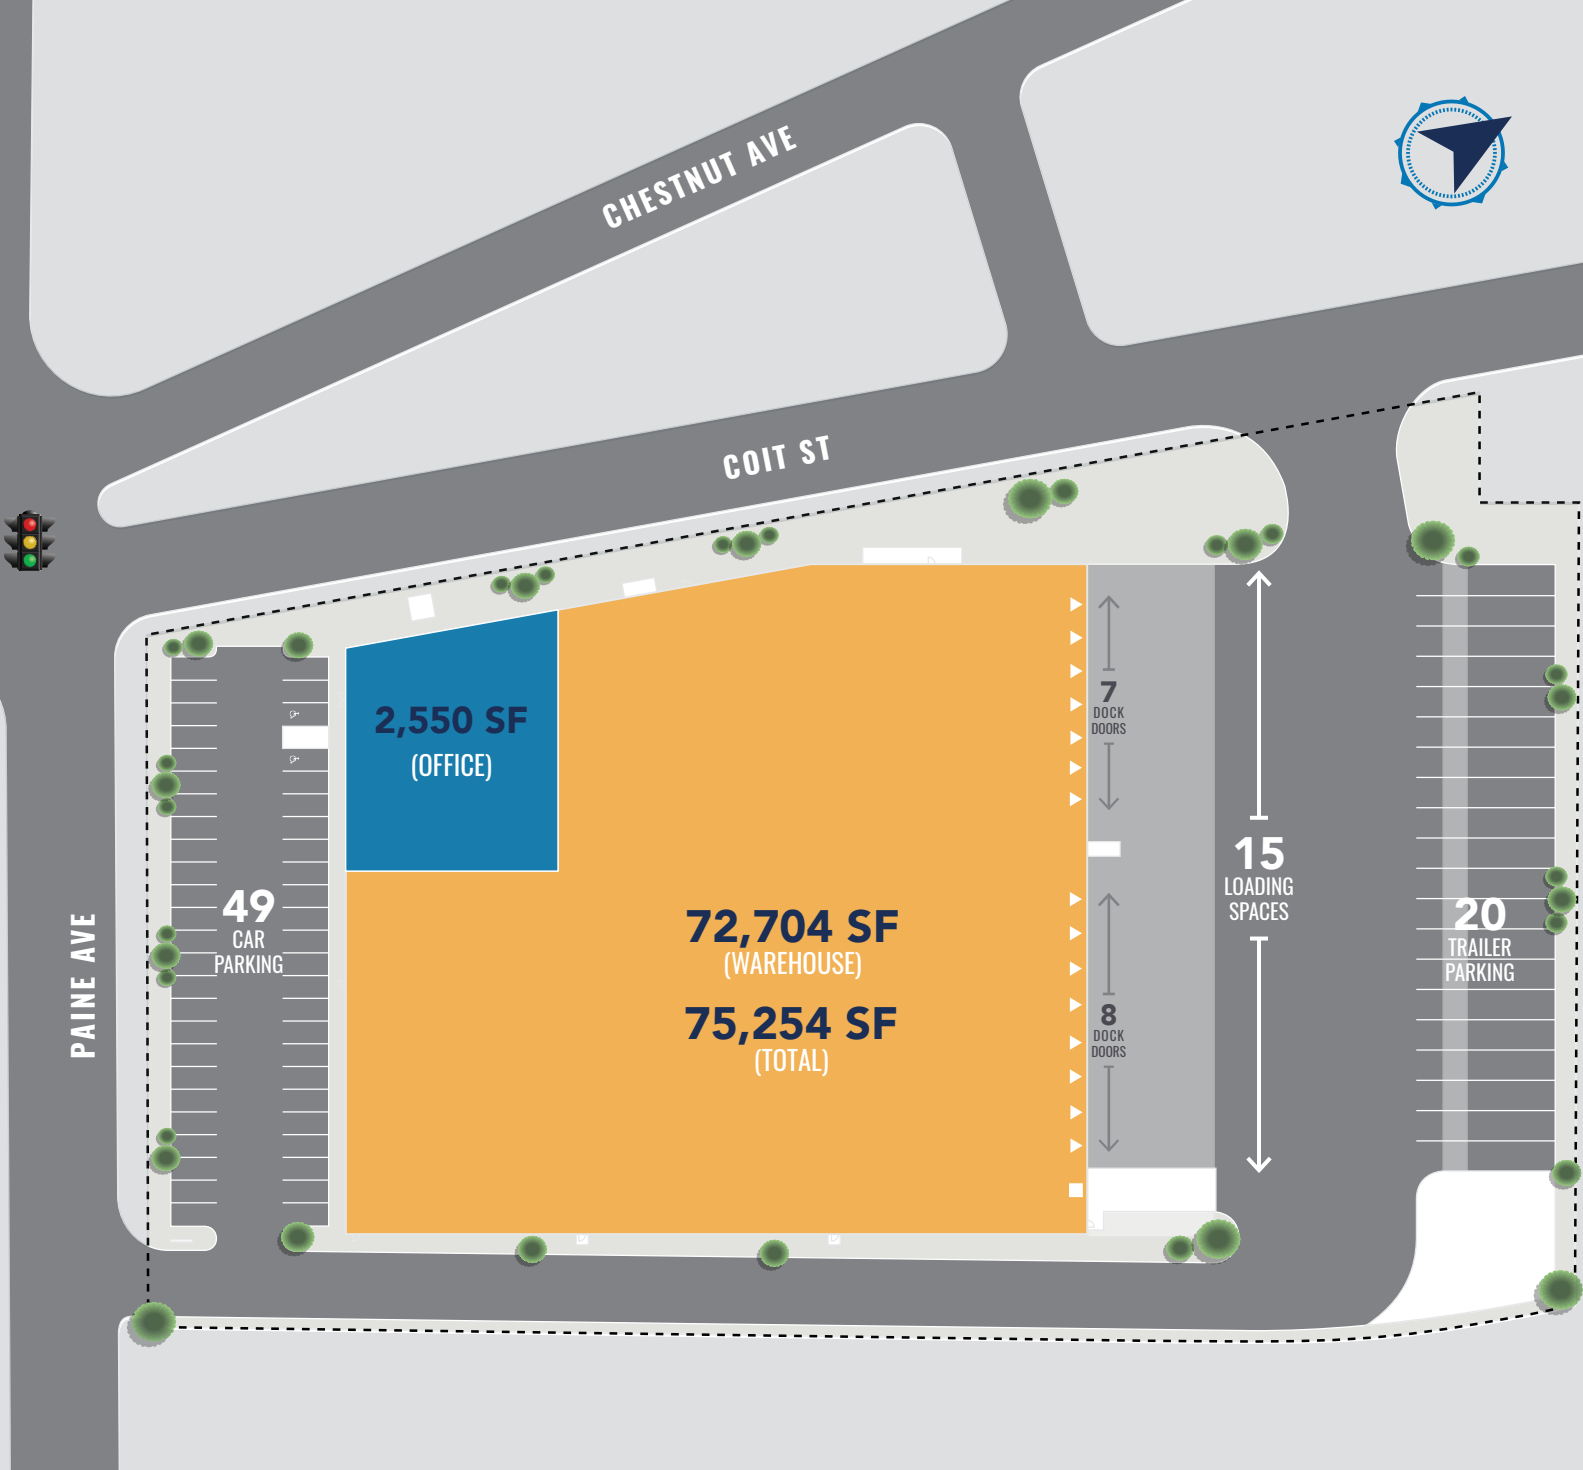 CHESTNUT AVE
COIT ST
PAINE AVE
2,550 SF
(OFFICE)
7
DOCK
DOORS
15
LOADING
SPACES
49
CAR
PARKING
72,704 SF
(WAREHOUSE)
75,254 SF
(TOTAL)
8
DOCK
DOORS
20
TRAILER
PARKING